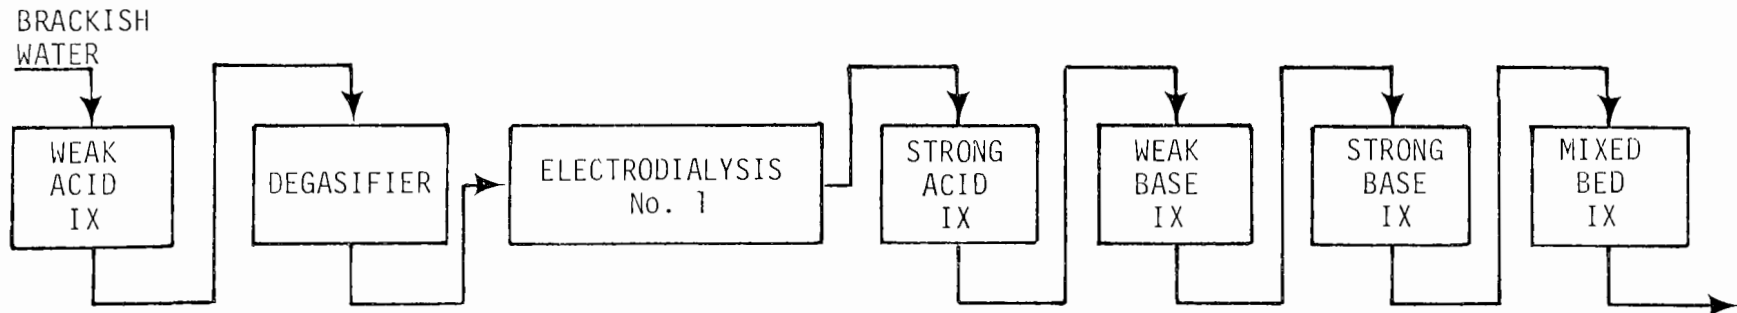 BRACKISH
WATER
WEAK
ACID
IX
DEGASIFIER
ELECTRODIALYSIS
No. 1
STRONG
ACID
IX
WEAK
BASE
IX
STRONG
BASE
IX
MIXED
BED
IX